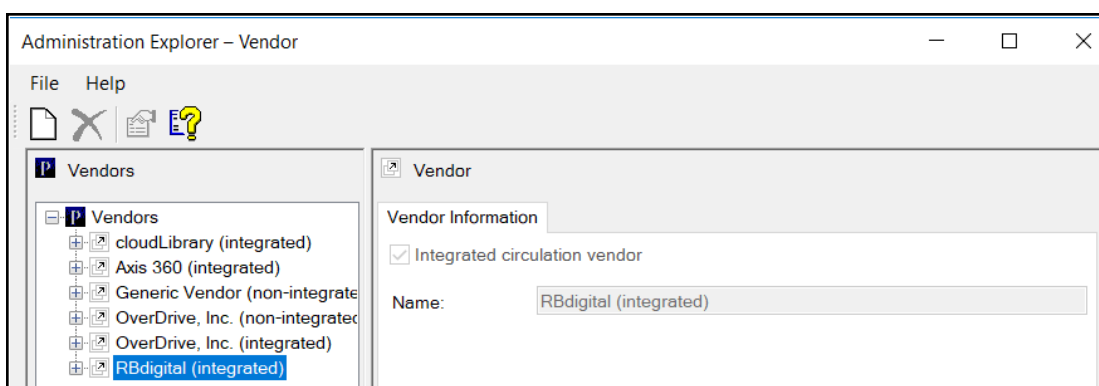 Administration Explorer – Vendor
File Help
Vendors
Vendors
cloudLibrary (integrated)
Axis 360 (integrated)
Generic Vendor (non-integrate
OverDrive, Inc. (non-integrated
OverDrive, Inc. (integrated)
RBdigital (integrated)
Vendor
Vendor Information
Integrated circulation vendor
Name: RBdigital (integrated)